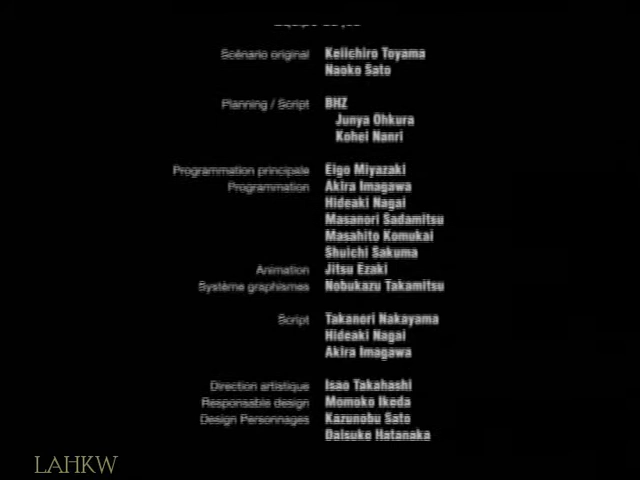 Scénario original Keiichiro Toyama
Naoko Sato
Planning / Script BHZ
Junya Ohkura
Kohei Nanri
Programmation principale Eigo Miyazaki
Programmation Akira Imagawa
Hideaki Nagai
Masanori Sadamitsu
Masahito Komukai
Shuichi Sakuma
Animation Jitsu Ezaki
Système graphismes Nobukazu Takamitsu
Script Takanori Nakayama
Hideaki Nagai
Akira Imagawa
Direction artistique Isao Takahashi
Responsable design Momoko Ikeda
Design Personnages Kazunobu Sato
Daisuke Hatanaka
LAHKW